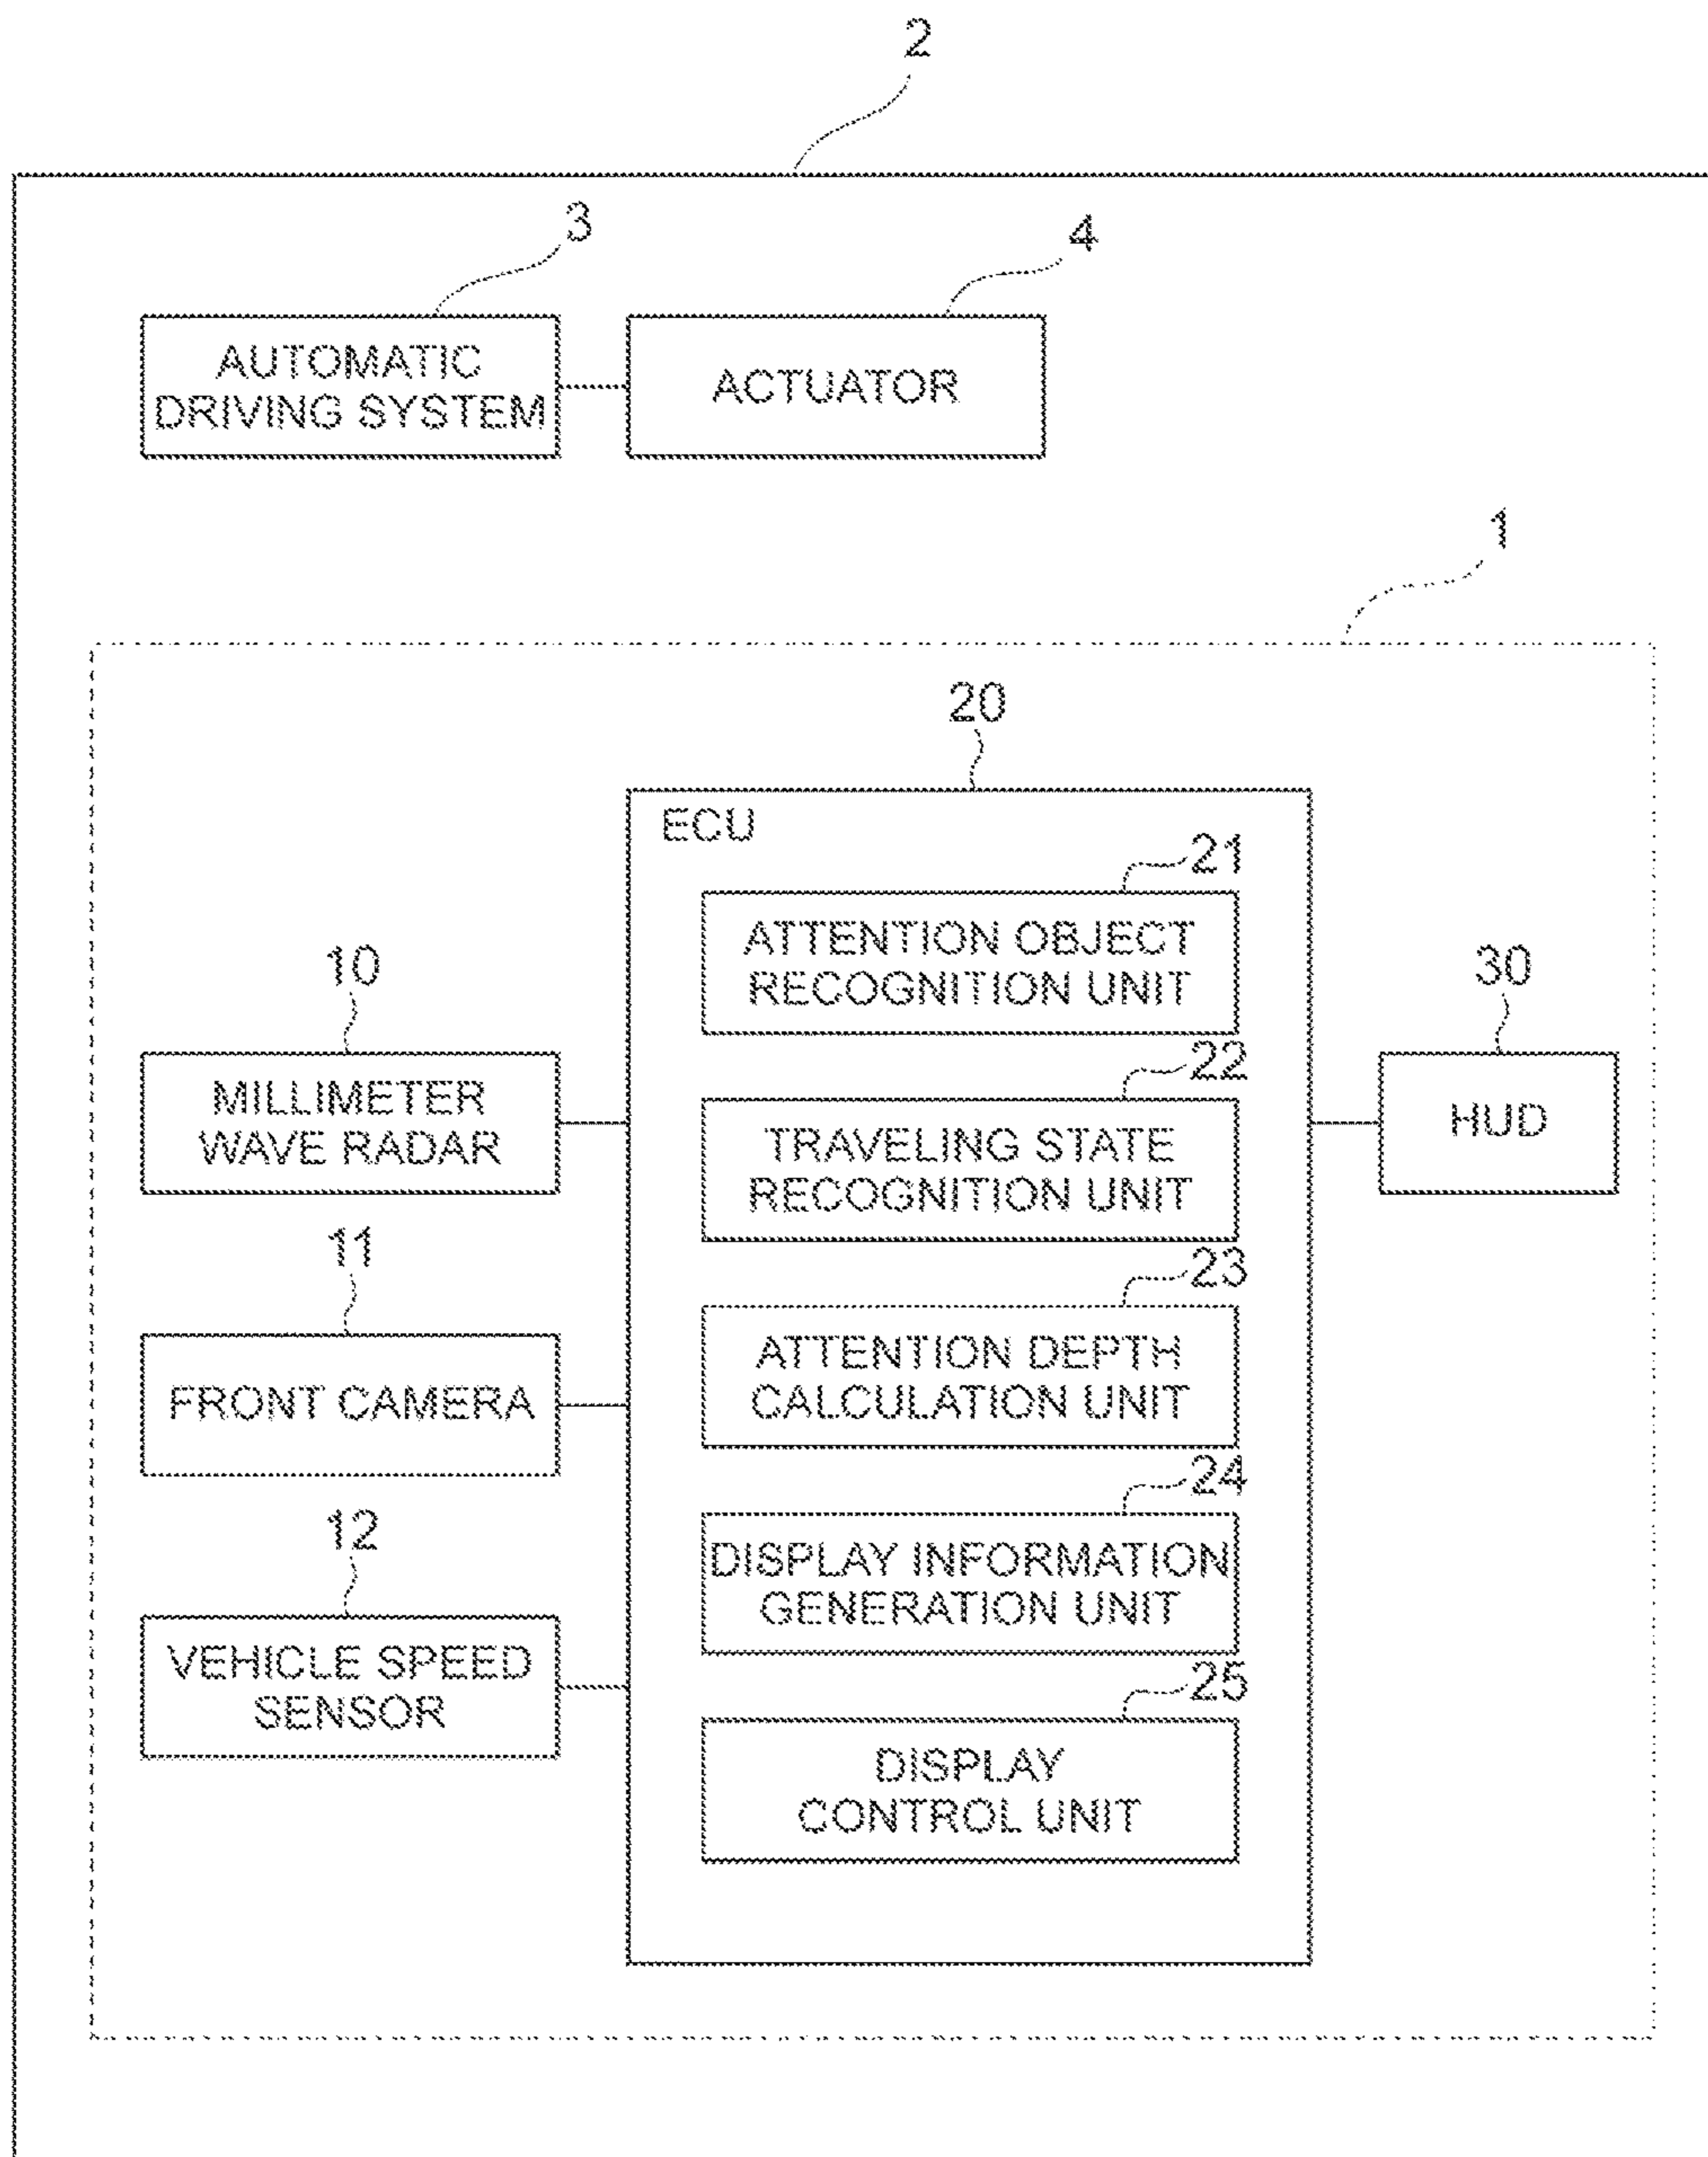 2
3
4
AUTOMATIC
DRIVING SYSTEM
ACTUATOR
1
20
ECU
21
ATTENTION OBJECT
RECOGNITION UNIT
10
MILLIMETER
WAVE RADAR
30
HUD
22
TRAVELING STATE
RECOGNITION UNIT
11
FRONT CAMERA
23
ATTENTION DEPTH
CALCULATION UNIT
12
VEHICLE SPEED
SENSOR
24
DISPLAY INFORMATION
GENERATION UNIT
25
DISPLAY
CONTROL UNIT